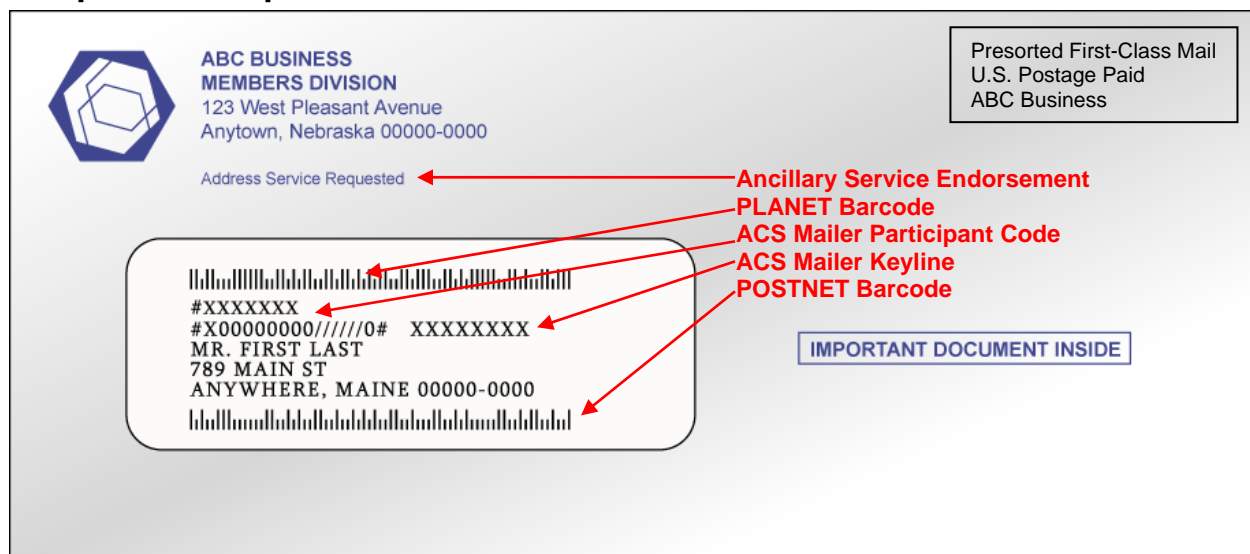 ABC BUSINESS
MEMBERS DIVISION
123 West Pleasant Avenue
Anytown, Nebraska 00000-0000
Address Service Requested
Presorted First-Class Mail
U.S. Postage Paid
ABC Business
Ancillary Service Endorsement
PLANET Barcode
ACS Mailer Participant Code
ACS Mailer Keyline
POSTNET Barcode
#XXXXXXX
#X00000000//////0# XXXXXXXX
MR. FIRST LAST
789 MAIN ST
ANYWHERE, MAINE 00000-0000
IMPORTANT DOCUMENT INSIDE